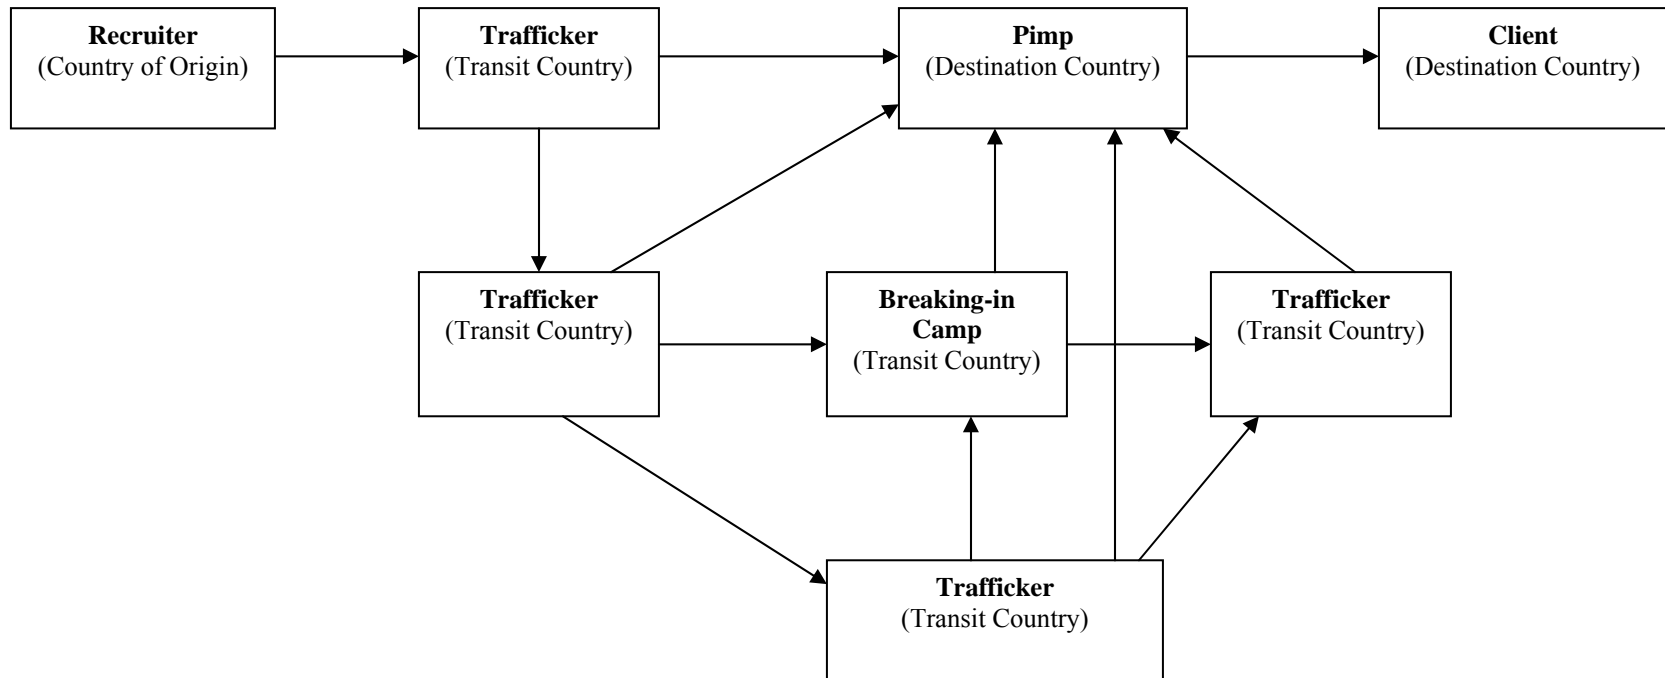 Recruiter
(Country of Origin)
Trafficker
(Transit Country)
Pimp
(Destination Country)
Client
(Destination Country)
Trafficker
(Transit Country)
Breaking-in
Camp
(Transit Country)
Trafficker
(Transit Country)
Trafficker
(Transit Country)